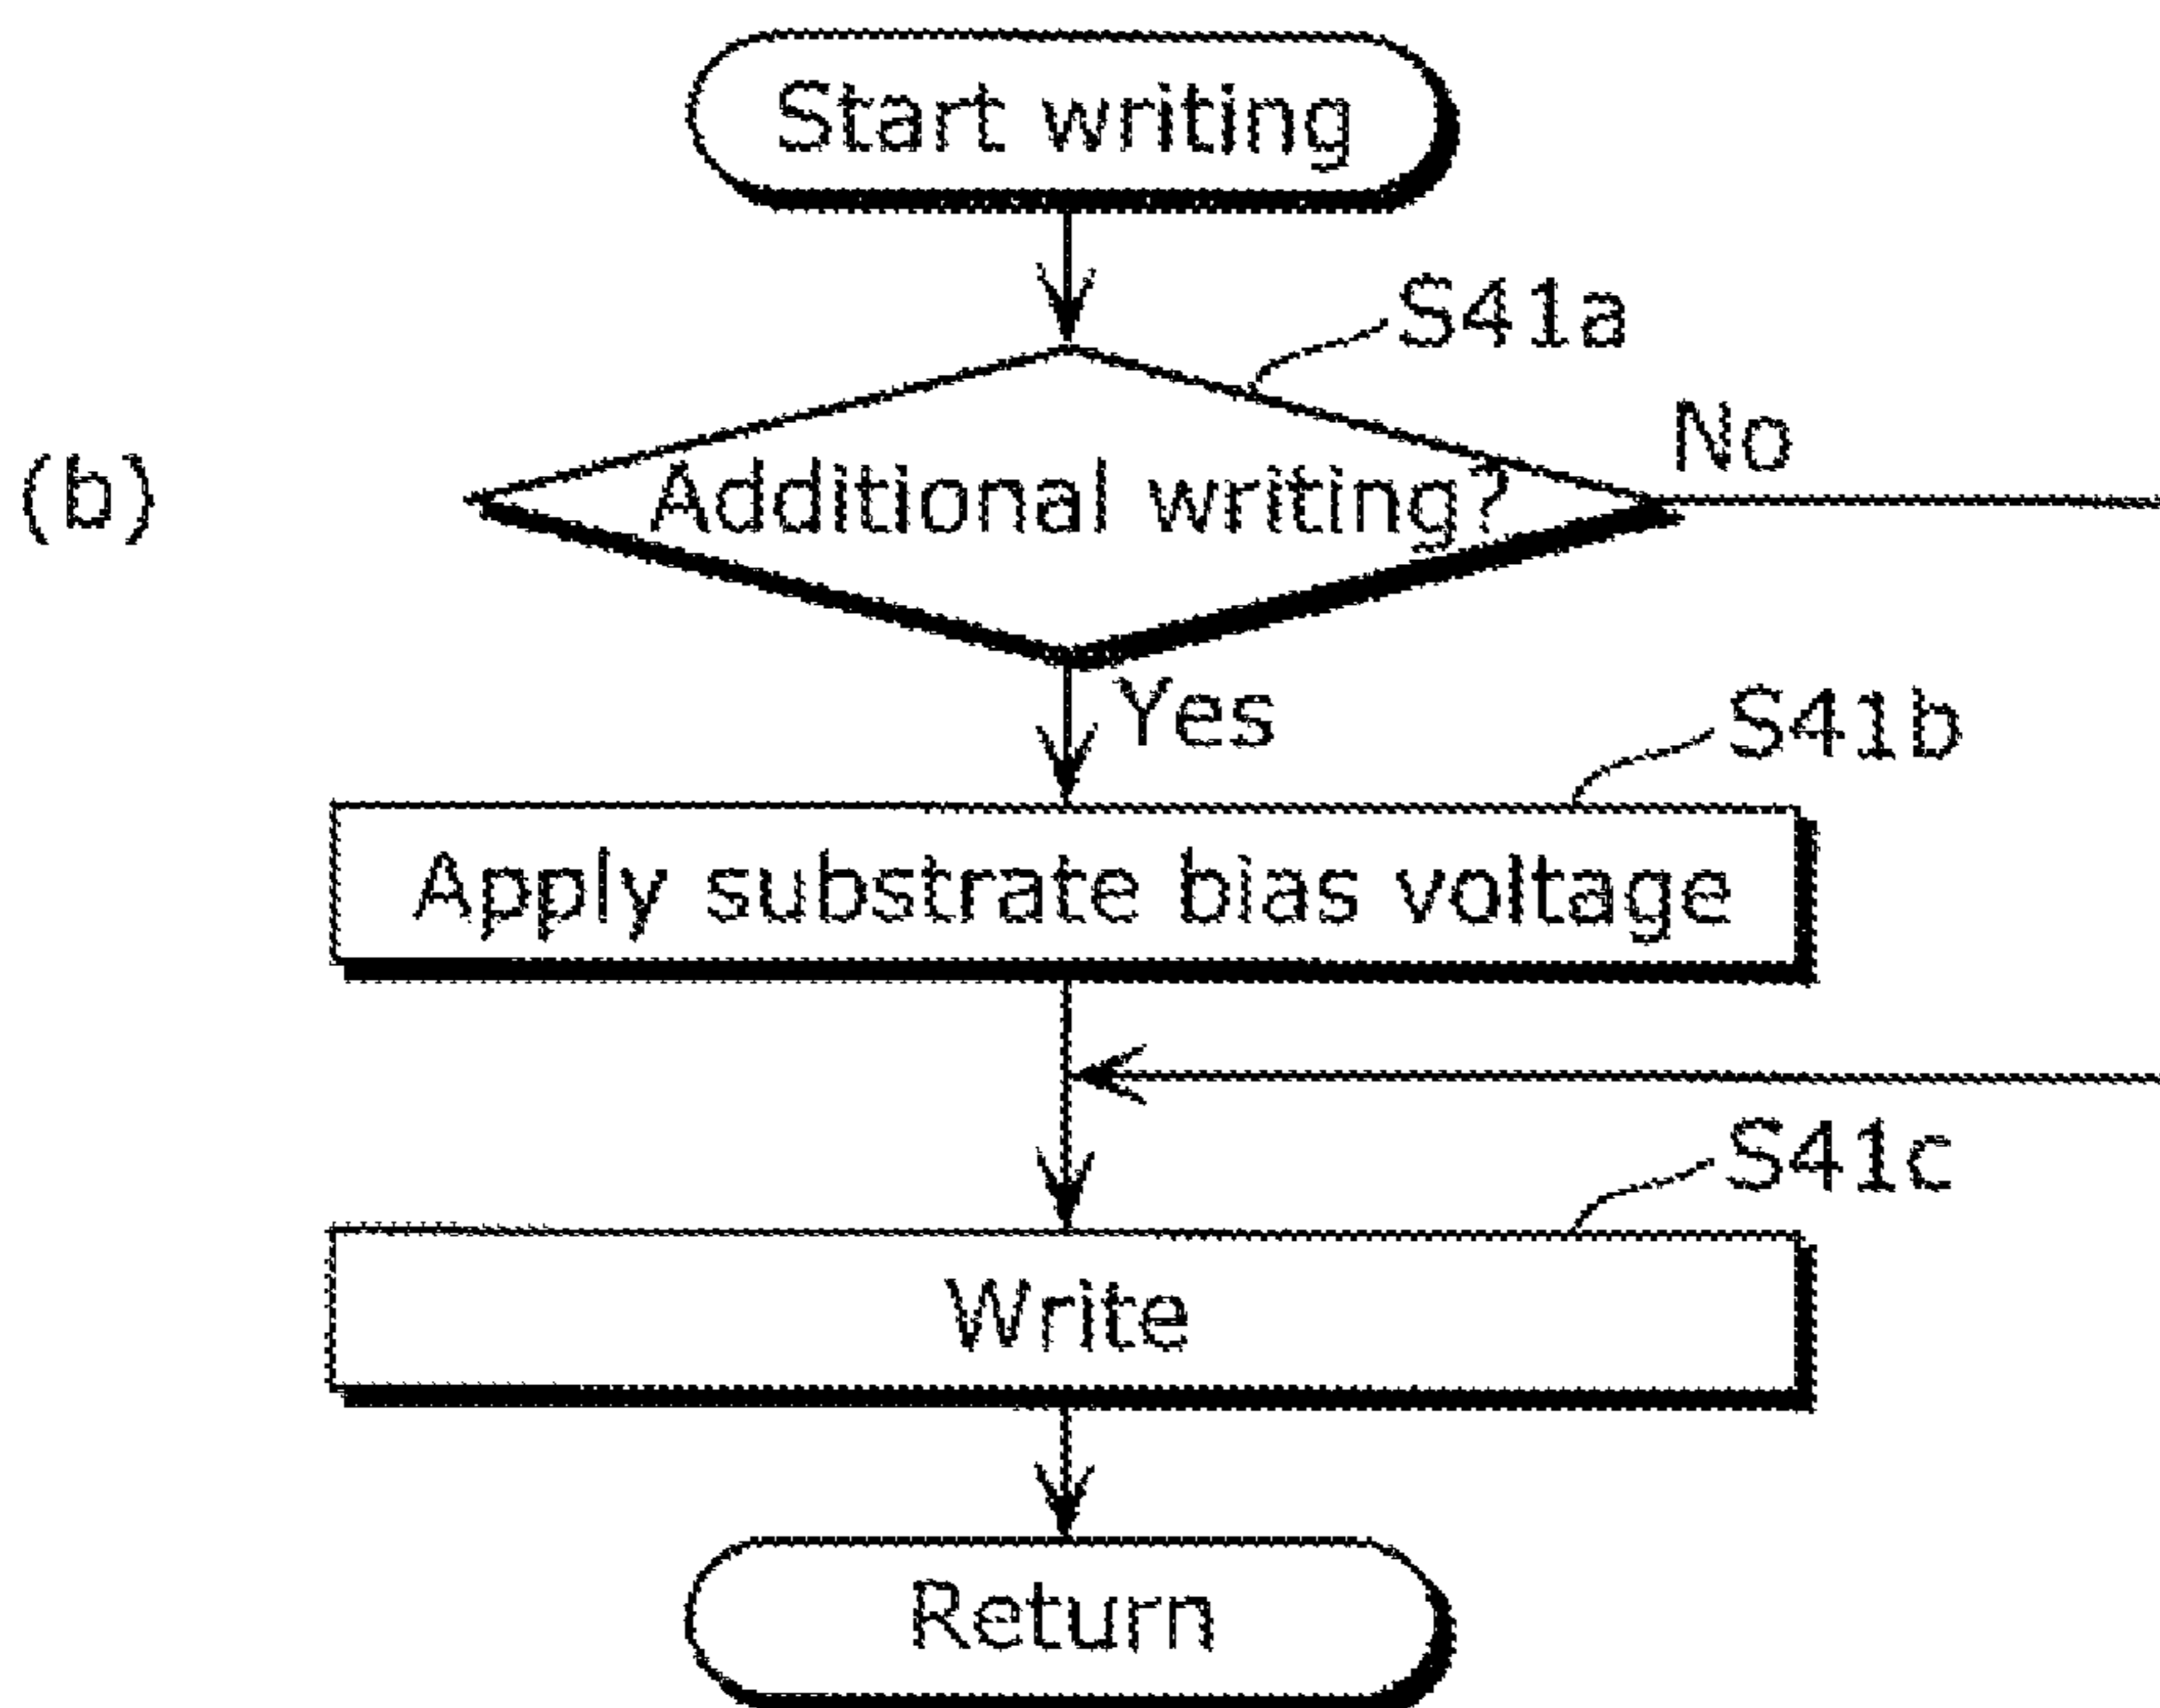 Start writing
S41a
No
(b)
Additional writing?
Yes
S41b
Apply substrate bias voltage
S41c
Write
Return